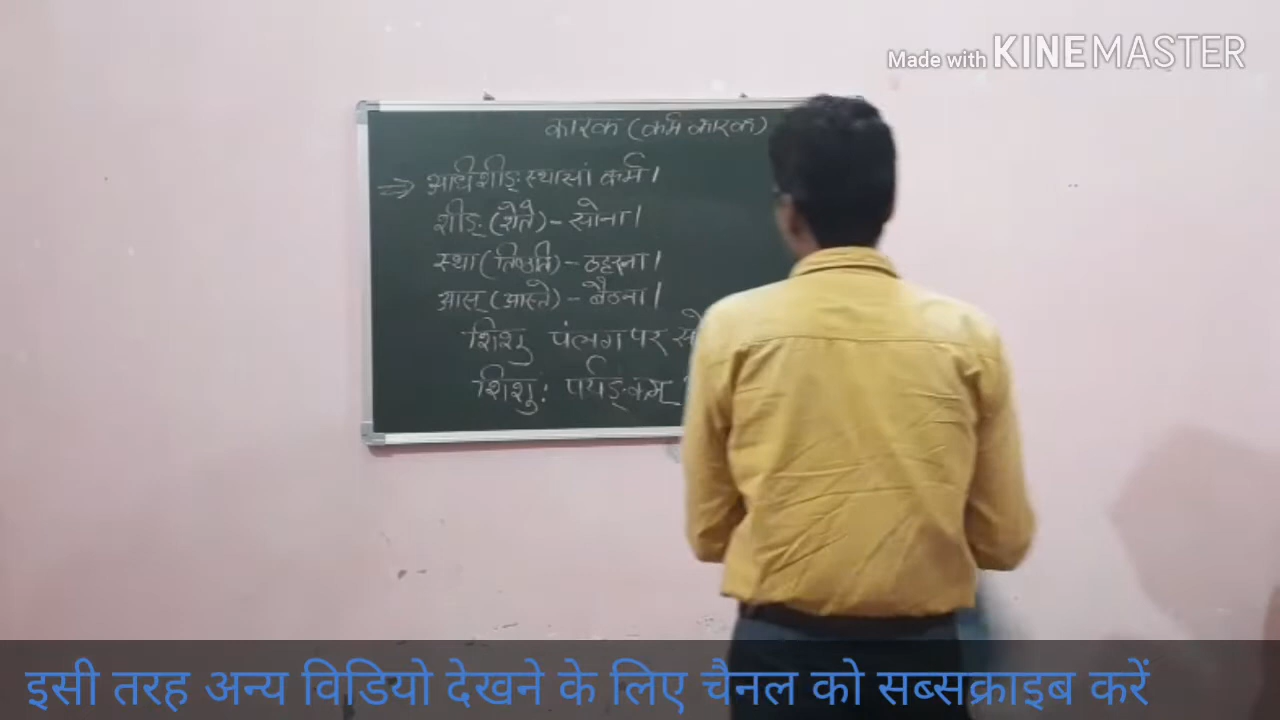 Made with KINEMASTER
कारक (कर्म कारक)
⇒ अधिशीङ् स्थासां कर्म।
शीङ् (शेते) - सोना।
स्था (तिष्ठति) - ठहरना।
आस् (आस्ते) - बैठना।
शिशु पंलग पर
शिशुः पर्यङ्कम्
इसी तरह अन्य विडियो देखने के लिए चैनल को सब्सक्राइब करें